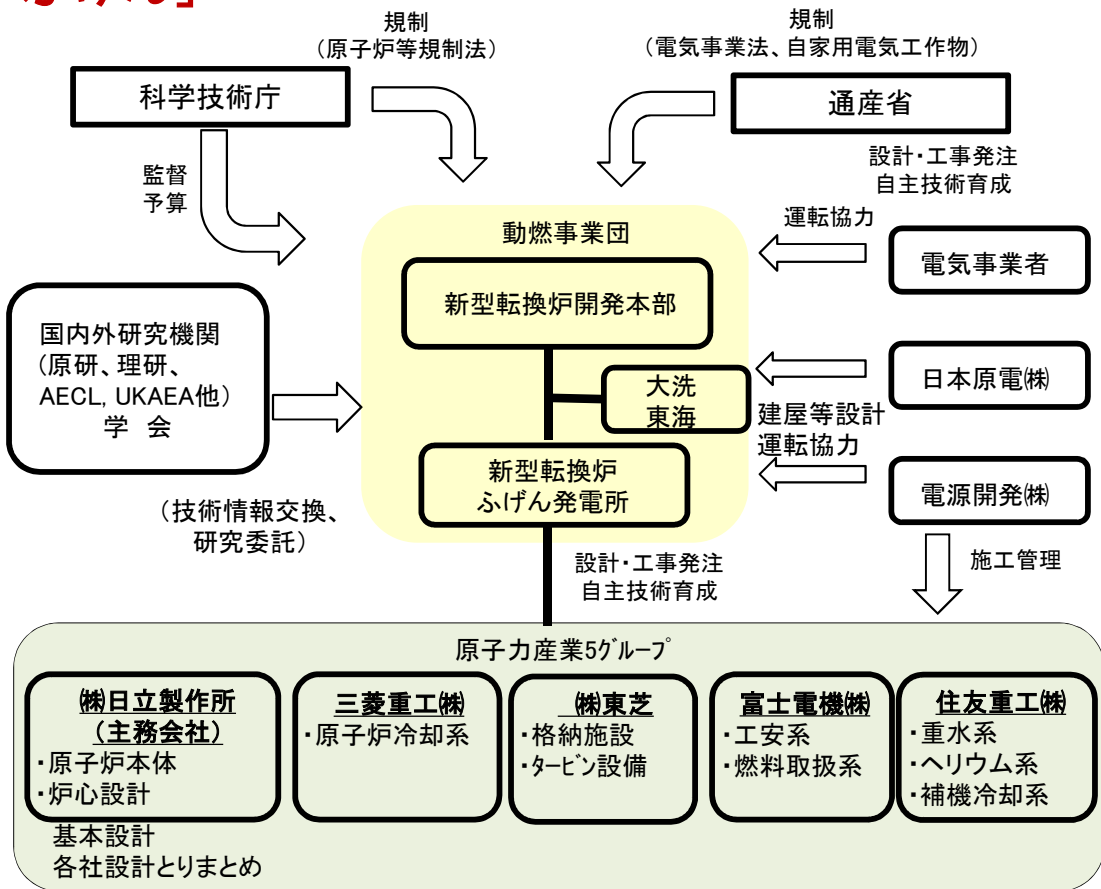 規制
(原子炉等規制法)
規制
(電気事業法、自家用電気工作物)
科学技術庁
通産省
監督
予算
設計・工事発注
自主技術育成
動燃事業団
運転協力
電気事業者
新型転換炉開発本部
国内外研究機関
(原研、理研、
AECL, UKAEA他)
学 会
大洗
東海
日本原電㈱
建屋等設計
運転協力
新型転換炉
ふげん発電所
電源開発㈱
(技術情報交換、
研究委託)
設計・工事発注
自主技術育成
施工管理
原子力産業5グループ
㈱日立製作所
(主務会社)
・原子炉本体
・炉心設計
三菱重工㈱
・原子炉冷却系
㈱東芝
・格納施設
・タービン設備
富士電機㈱
・工安系
・燃料取扱系
住友重工㈱
・重水系
・ヘリウム系
・補機冷却系
基本設計
各社設計とりまとめ